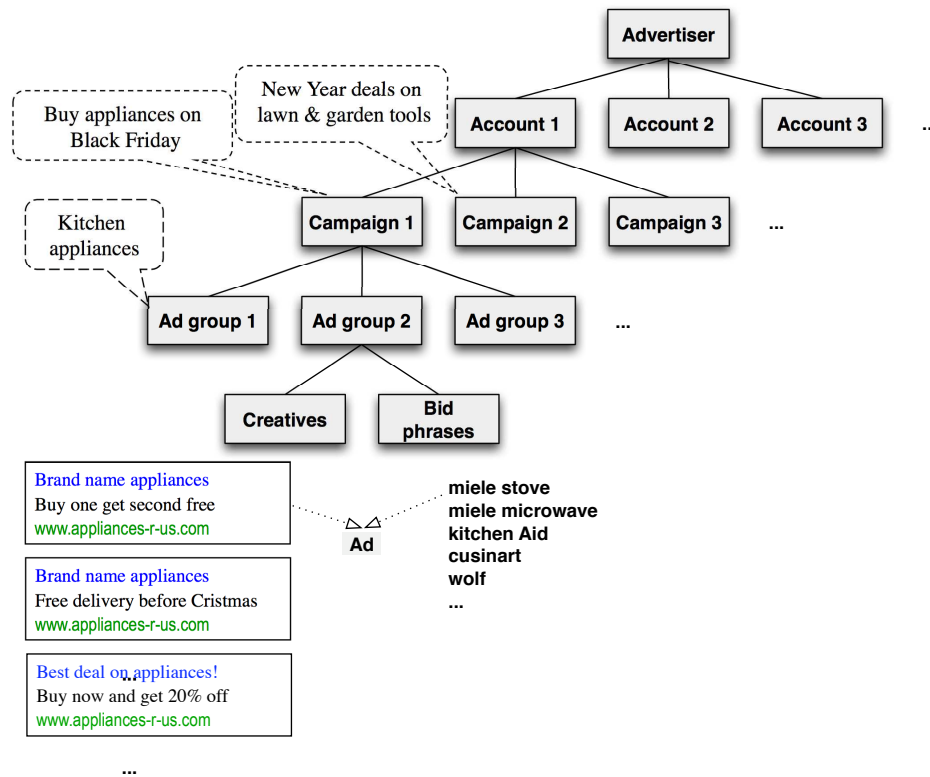 Advertiser
New Year deals on
lawn & garden tools
Buy appliances on
Black Friday
Account 1
Account 2
Account 3
..
Kitchen
appliances
Campaign 1
Campaign 2
Campaign 3
...
Ad group 1
Ad group 2
Ad group 3
...
Creatives
Bid
phrases
Brand name appliances
Buy one get second free
www.appliances-r-us.com
Ad
miele stove
miele microwave
kitchen Aid
cusinart
wolf
...
Brand name appliances
Free delivery before Cristmas
www.appliances-r-us.com
Best deal on appliances!
...
Buy now and get 20% off
www.appliances-r-us.com
...